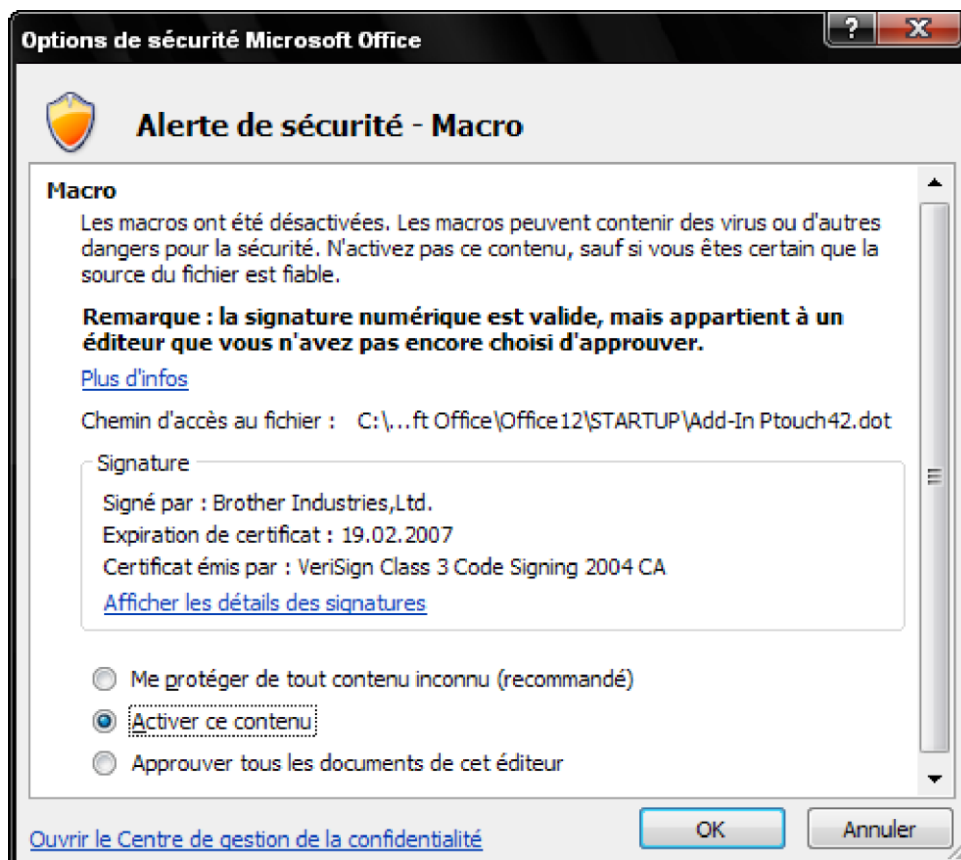 Options de sécurité Microsoft Office
?
Alerte de sécurité - Macro
Macro
Les macros ont été désactivées. Les macros peuvent contenir des virus ou d'autres
dangers pour la sécurité. N'activez pas ce contenu, sauf si vous êtes certain que la
source du fichier est fiable.
Remarque : la signature numérique est valide, mais appartient à un
éditeur que vous n'avez pas encore choisi d'approuver.
Plus d'infos
Chemin d'accès au fichier : C:\...ft Office\Office12\STARTUP\Add-In Ptouch42.dot
Signature
Signé par : Brother Industries,Ltd.
Expiration de certificat : 19.02.2007
Certificat émis par : VeriSign Class 3 Code Signing 2004 CA
Afficher les détails des signatures
Me protéger de tout contenu inconnu (recommandé)
Activer ce contenu
Approuver tous les documents de cet éditeur
Ouvrir le Centre de gestion de la confidentialité
OK
Annuler